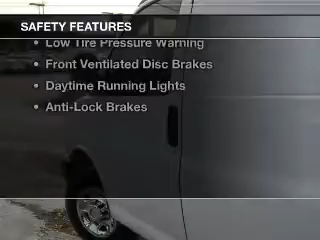 SAFETY FEATURES
• Low Tire Pressure Warning
• Front Ventilated Disc Brakes
• Daytime Running Lights
• Anti-Lock Brakes